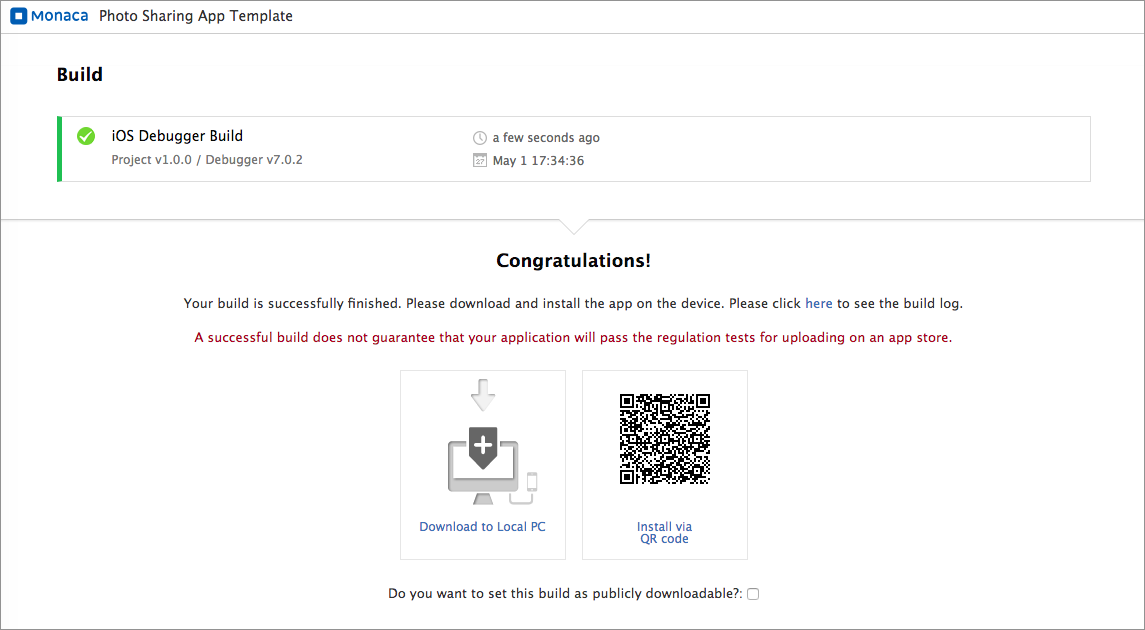 Monaca Photo Sharing App Template
Build
iOS Debugger Build
a few seconds ago
Project v1.0.0 / Debugger v7.0.2
27
May 1 17:34:36
Congratulations!
Your build is successfully finished. Please download and install the app on the device. Please click here to see the build log.
A successful build does not guarantee that your application will pass the regulation tests for uploading on an app store.
Download to Local PC
Install via
QR code
Do you want to set this build as publicly downloadable?: